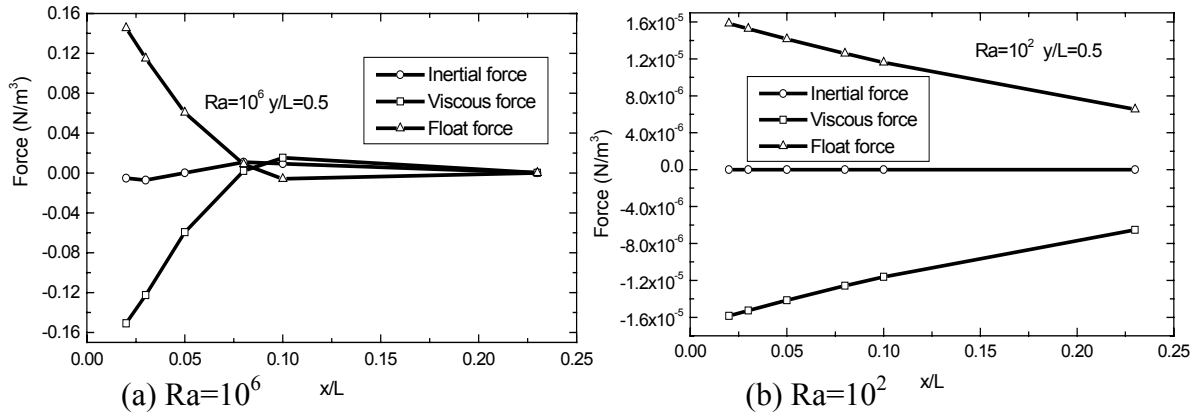 Force (N/m³)
0.16
0.12
0.08
0.04
0.00
-0.04
-0.08
-0.12
-0.16
Inertial force
Viscous force
Float force
Ra=10⁶ y/L=0.5
0.00 0.05 0.10 0.15 0.20 0.25
x/L
(a) Ra=10⁶
Force (N/m³)
1.6x10⁻⁵
1.2x10⁻⁵
8.0x10⁻⁶
4.0x10⁻⁶
0.0
-4.0x10⁻⁶
-8.0x10⁻⁶
-1.2x10⁻⁵
-1.6x10⁻⁵
Ra=10² y/L=0.5
Inertial force
Viscous force
Float force
0.00 0.05 0.10 0.15 0.20 0.25
x/L
(b) Ra=10²